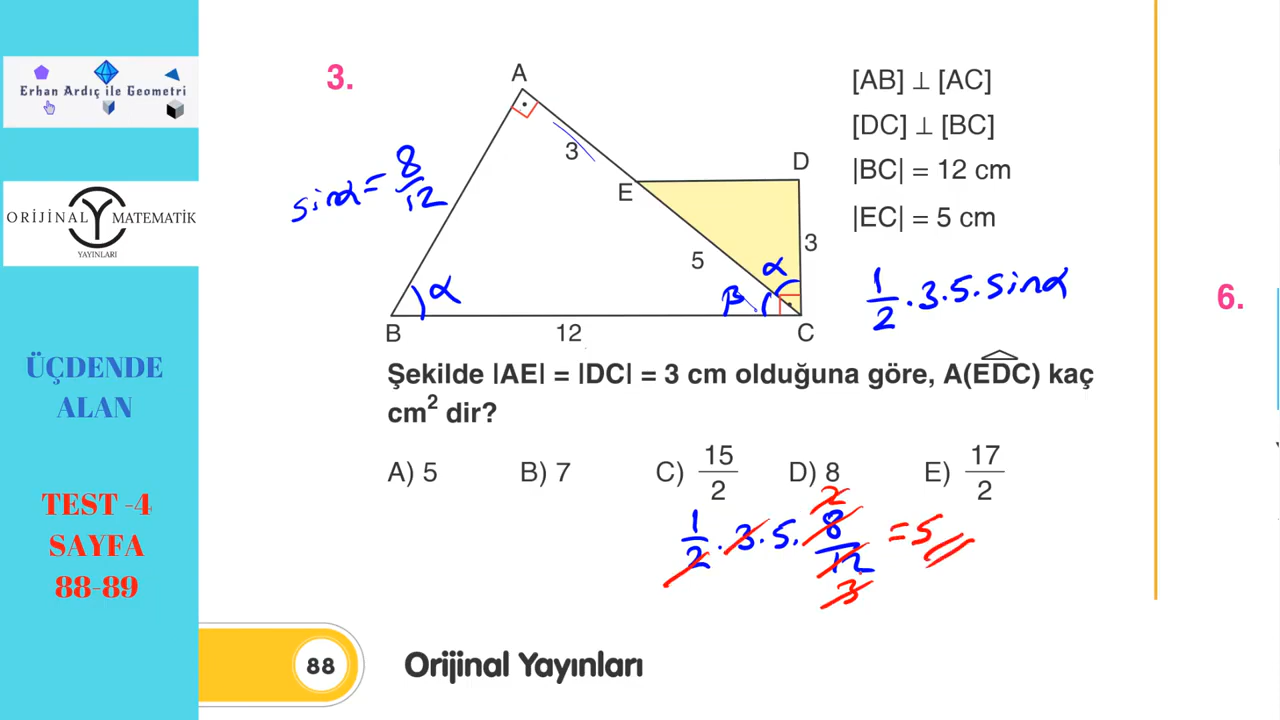 Erhan Ardıç ile Geometri
ORİJİNAL MATEMATİK
YAYINLARI
ÜÇDENDE
ALAN
TEST -4
SAYFA
88-89
3.
A
3
E
D
5
3
α
β
α
B
12
C
sinα = 8/12
[AB] ⊥ [AC]
[DC] ⊥ [BC]
|BC| = 12 cm
|EC| = 5 cm
1/2 · 3 · 5 · sinα
6.
Şekilde |AE| = |DC| = 3 cm olduğuna göre, A(EDC) kaç
cm² dir?
A) 5 B) 7 C) 15/2 D) 8 E) 17/2
1/2 · 3 · 5 · 8/12 = 5
2
3
88 Orijinal Yayınları